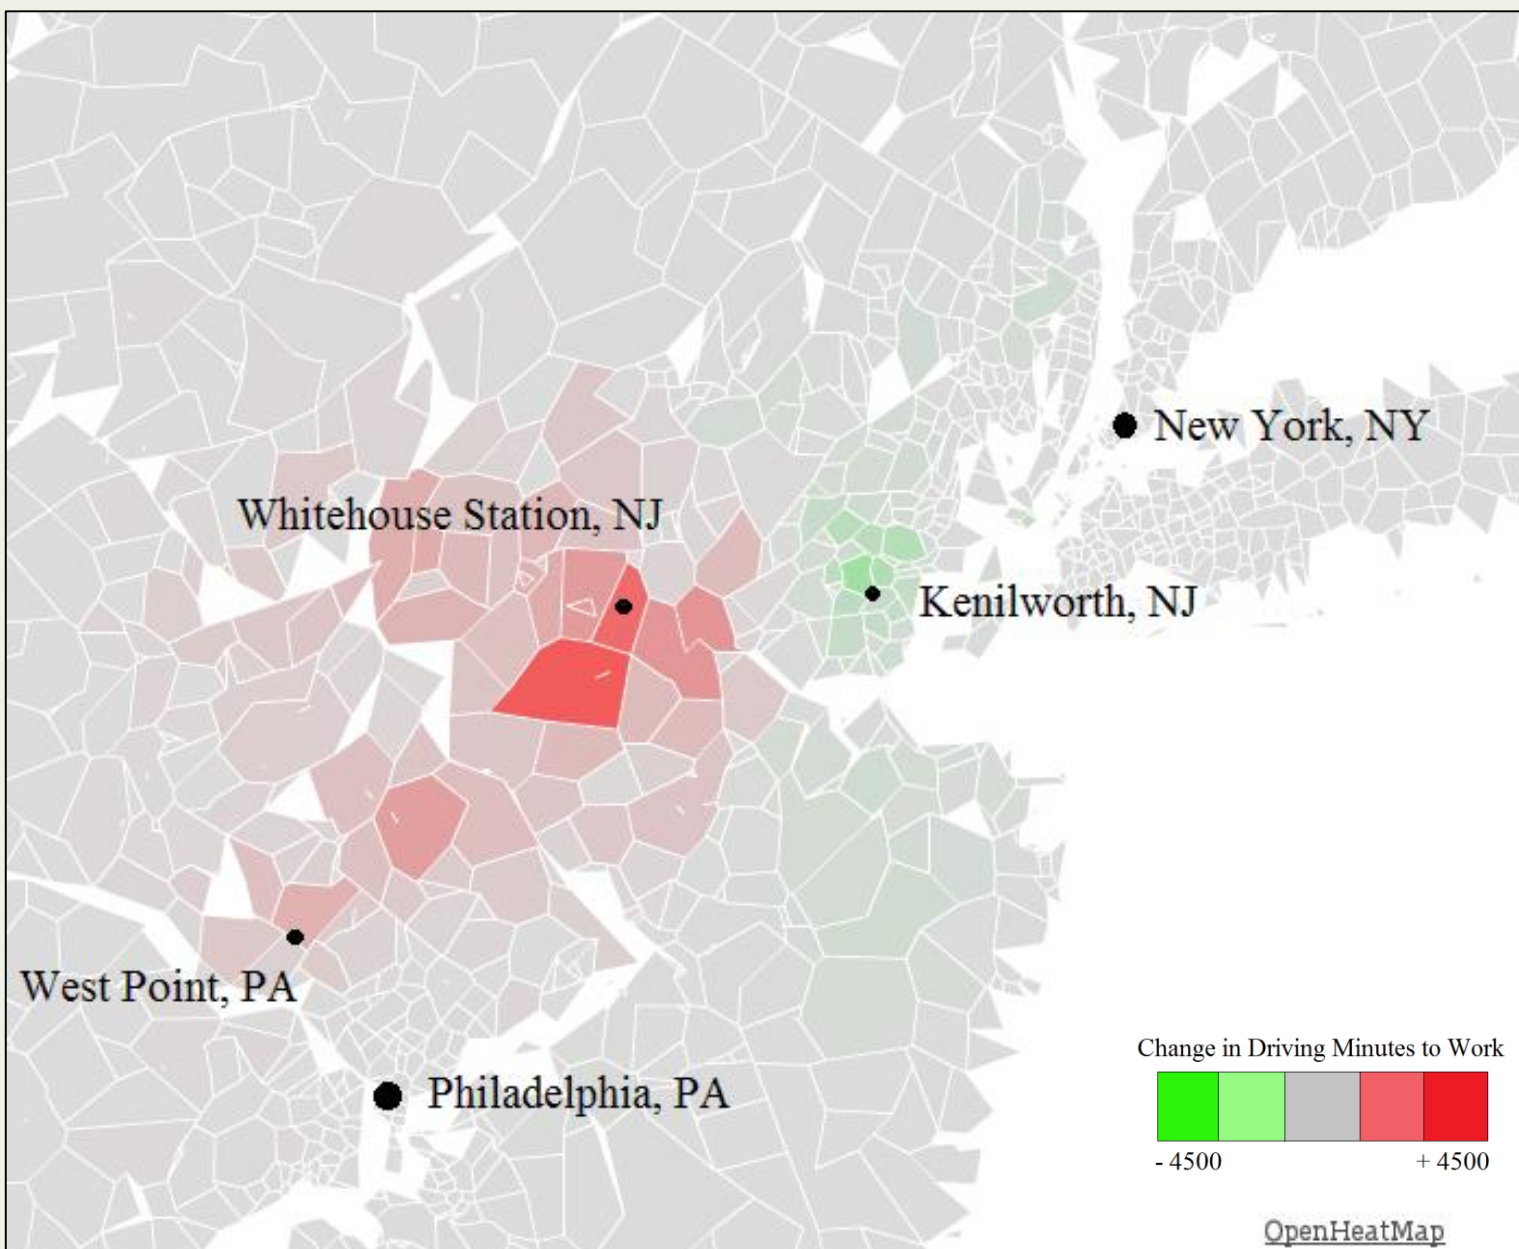 New York, NY
Whitehouse Station, NJ
Kenilworth, NJ
West Point, PA
Philadelphia, PA
Change in Driving Minutes to Work
- 4500
+ 4500
OpenHeatMap